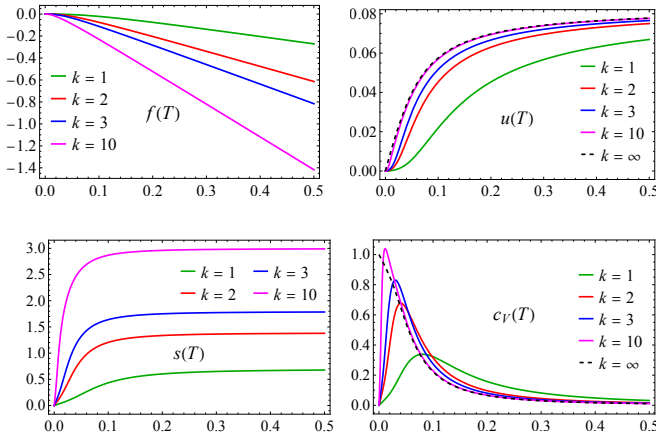 0.0
−0.2
−0.4
−0.6
−0.8
−1.0
−1.2
−1.4
k = 1
k = 2
k = 3
k = 10
f(T)
0.0 0.1 0.2 0.3 0.4 0.5
0.08
0.06
0.04
0.02
0.00
k = 1
k = 2
k = 3
k = 10
k = ∞
u(T)
0.0 0.1 0.2 0.3 0.4 0.5
3.0
2.5
2.0
1.5
1.0
0.5
0.0
k = 1 k = 3
k = 2 k = 10
s(T)
0.0 0.1 0.2 0.3 0.4 0.5
1.0
0.8
0.6
0.4
0.2
0.0
c_V(T)
k = 1
k = 2
k = 3
k = 10
k = ∞
0.0 0.1 0.2 0.3 0.4 0.5